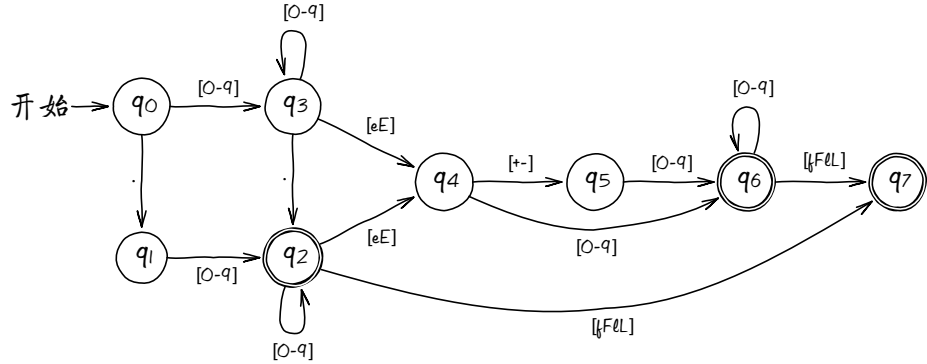 [0-9]
开始
q0
[0-9]
q3
[eE]
[0-9]
.
.
q4
[+-]
q5
[0-9]
q6
[fFlL]
q7
q1
[0-9]
q2
[eE]
[0-9]
[0-9]
[fFlL]